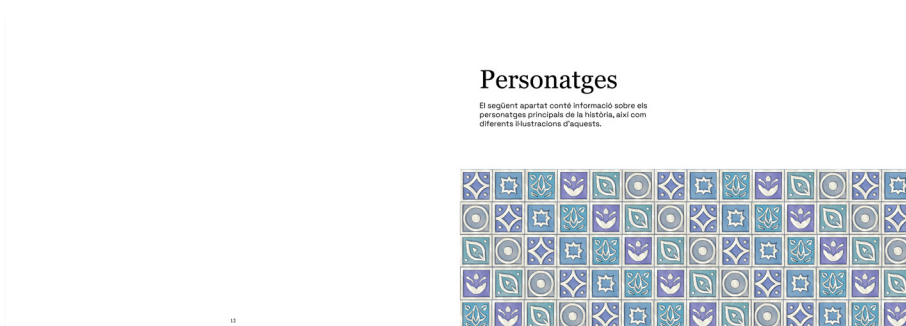 Personatges
El següent apartat conté informació sobre els
personatges principals de la història, així com
diferents il·lustracions d'aquests.
13